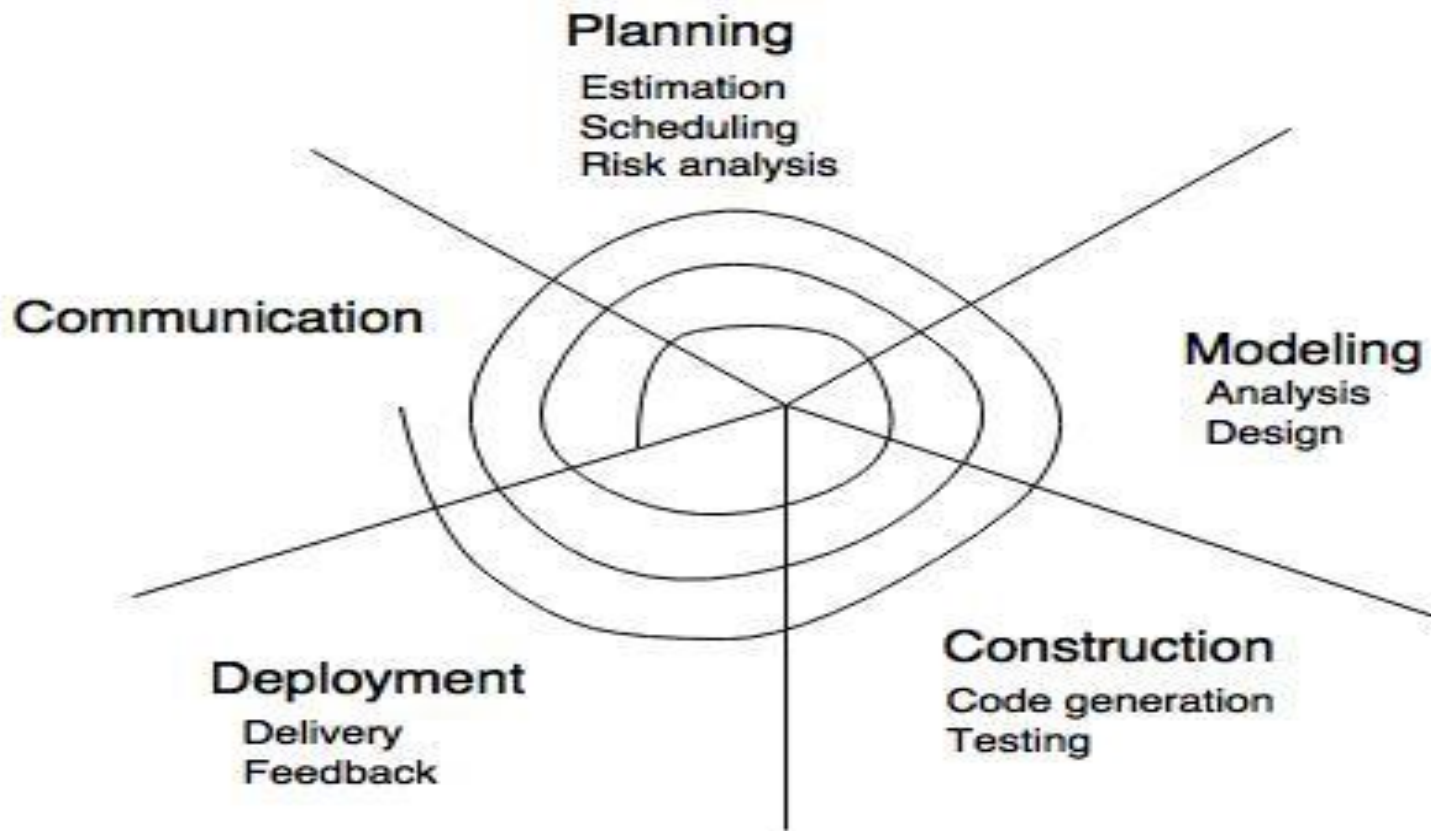 Planning
Estimation
Scheduling
Risk analysis
Communication
Modeling
Analysis
Design
Construction
Code generation
Testing
Deployment
Delivery
Feedback